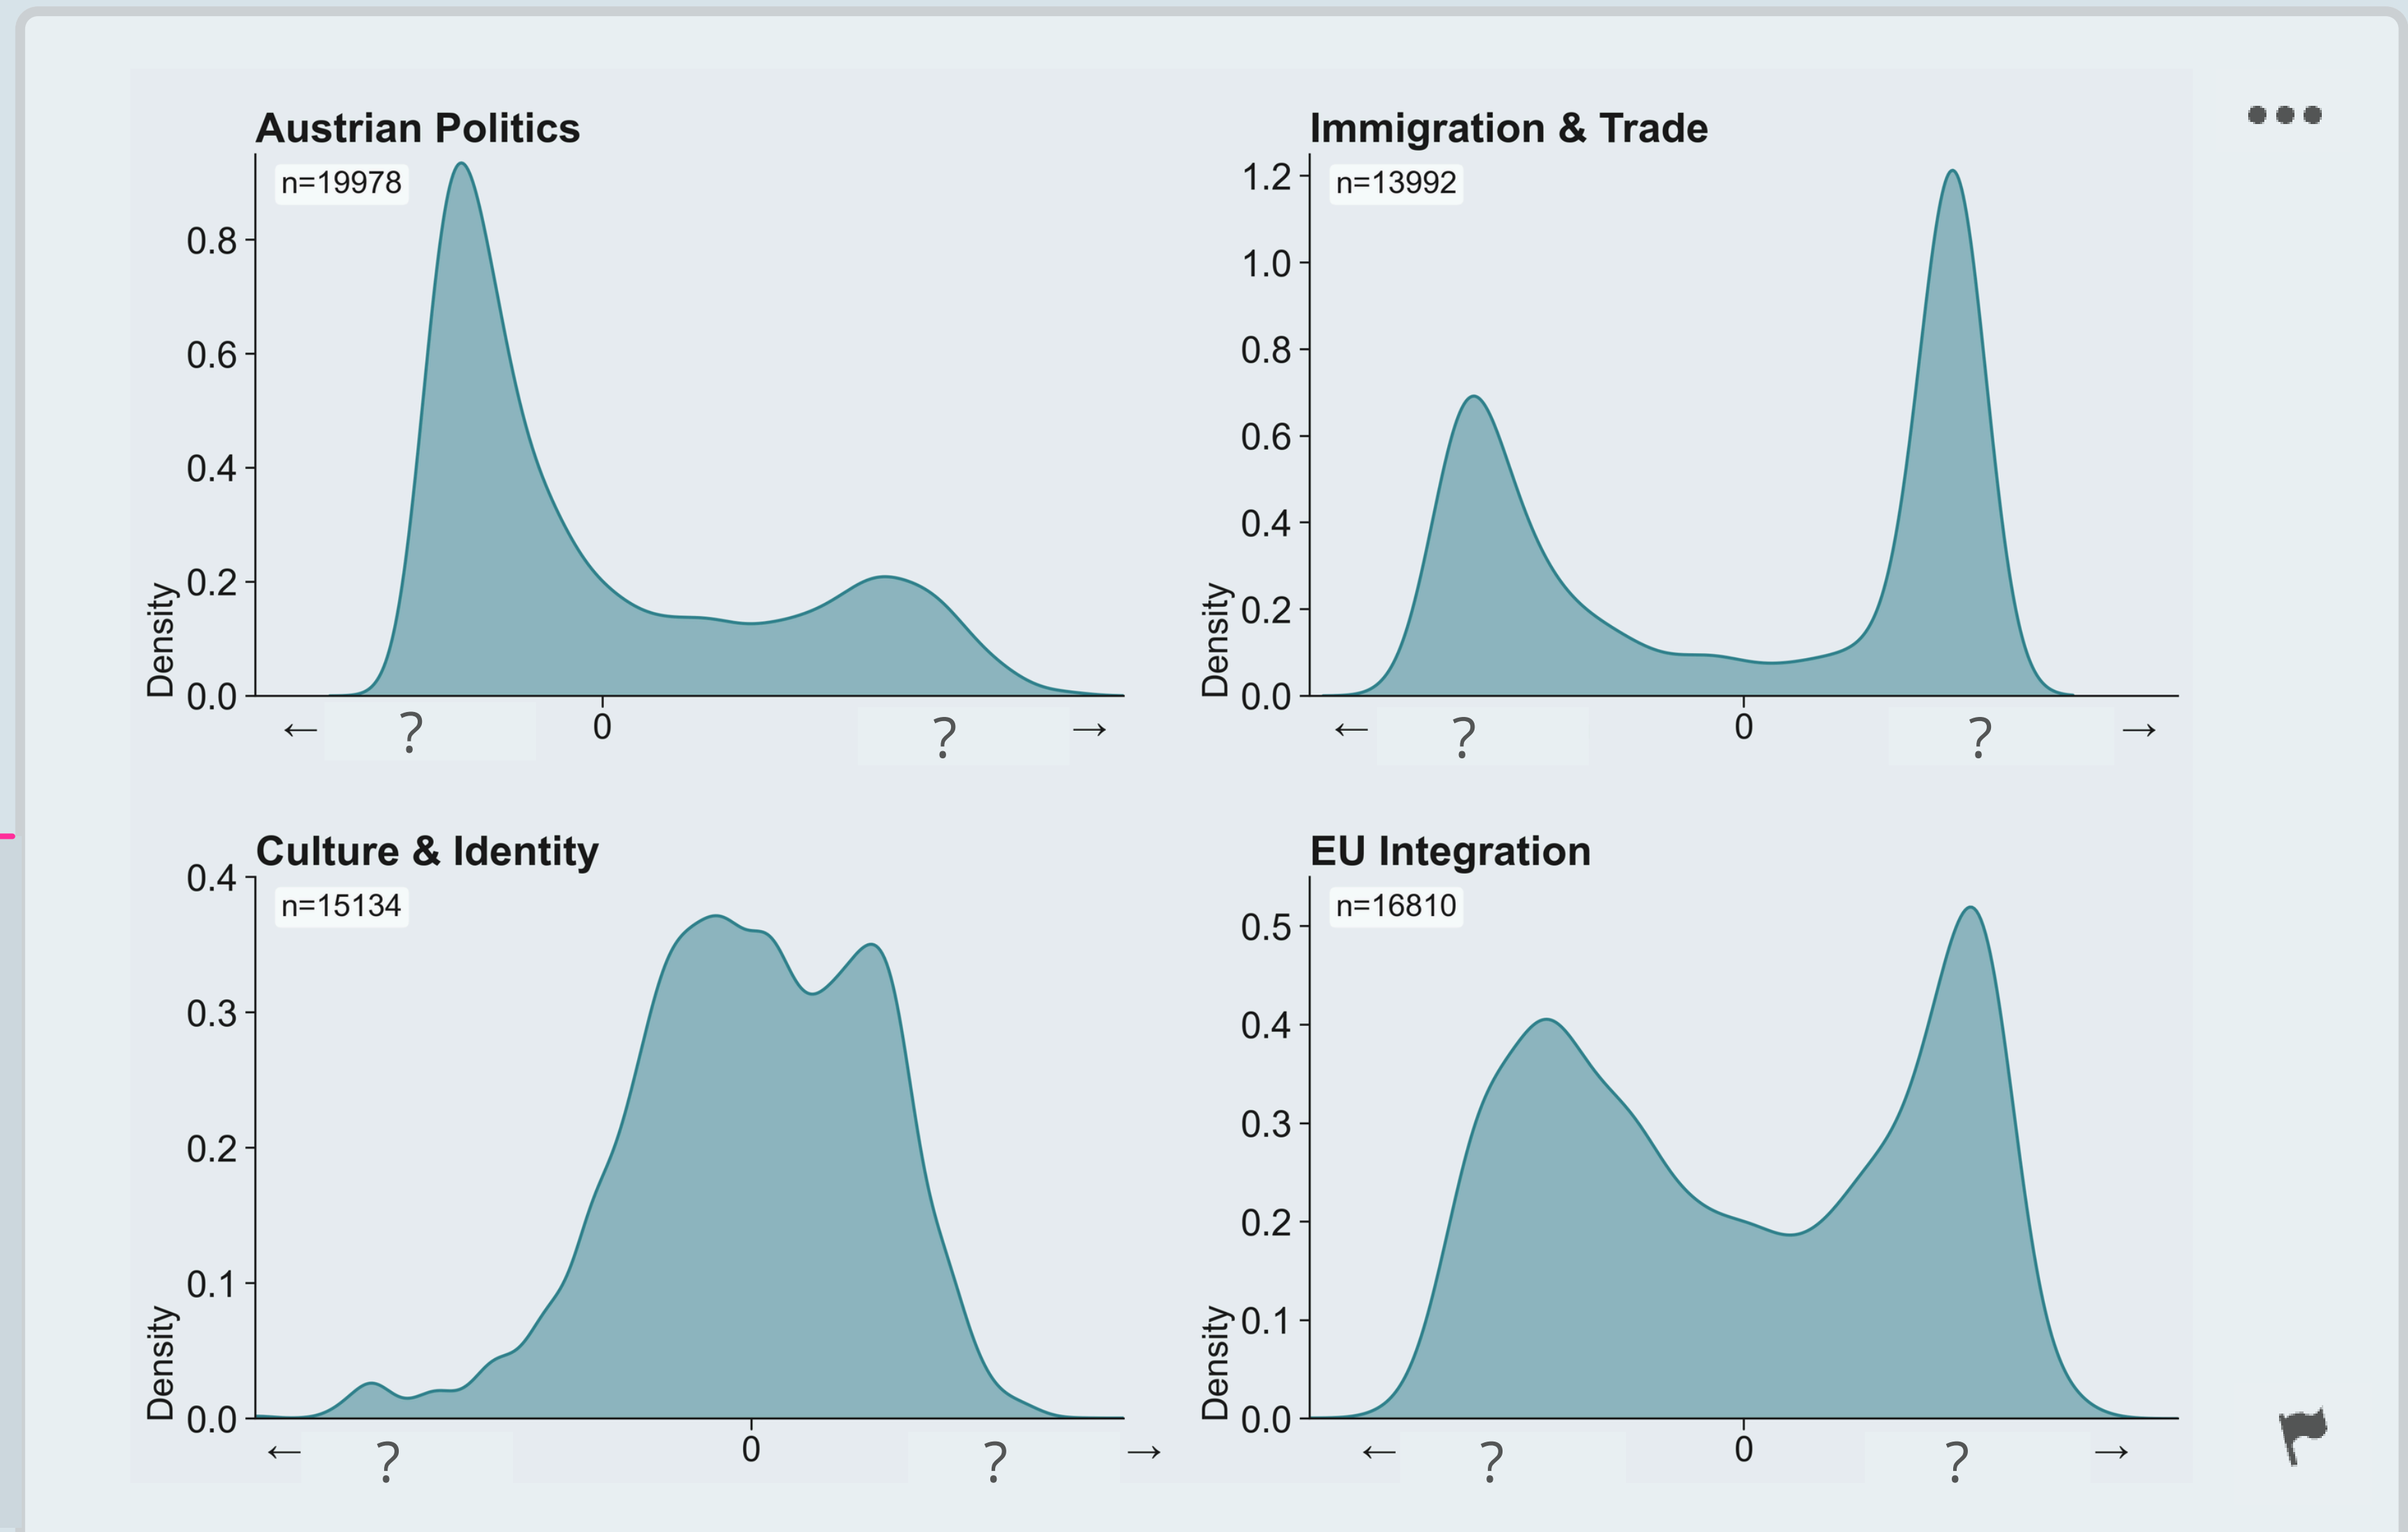 Austrian Politics
n=19978
0.8
0.6
0.4
0.2
0.0
Density
← ? 0 ? →
Immigration & Trade
n=13992
1.2
1.0
0.8
0.6
0.4
0.2
0.0
Density
← ? 0 ? →
Culture & Identity
n=15134
0.4
0.3
0.2
0.1
0.0
Density
← ? 0 ? →
EU Integration
n=16810
0.5
0.4
0.3
0.2
0.1
0.0
Density
← ? 0 ? →